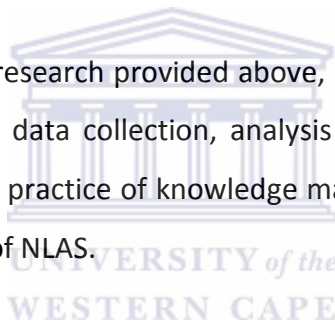 research provided above,
data collection, analysis
practice of knowledge ma
of NLAS.
UNIVERSITY of the
WESTERN CAPE